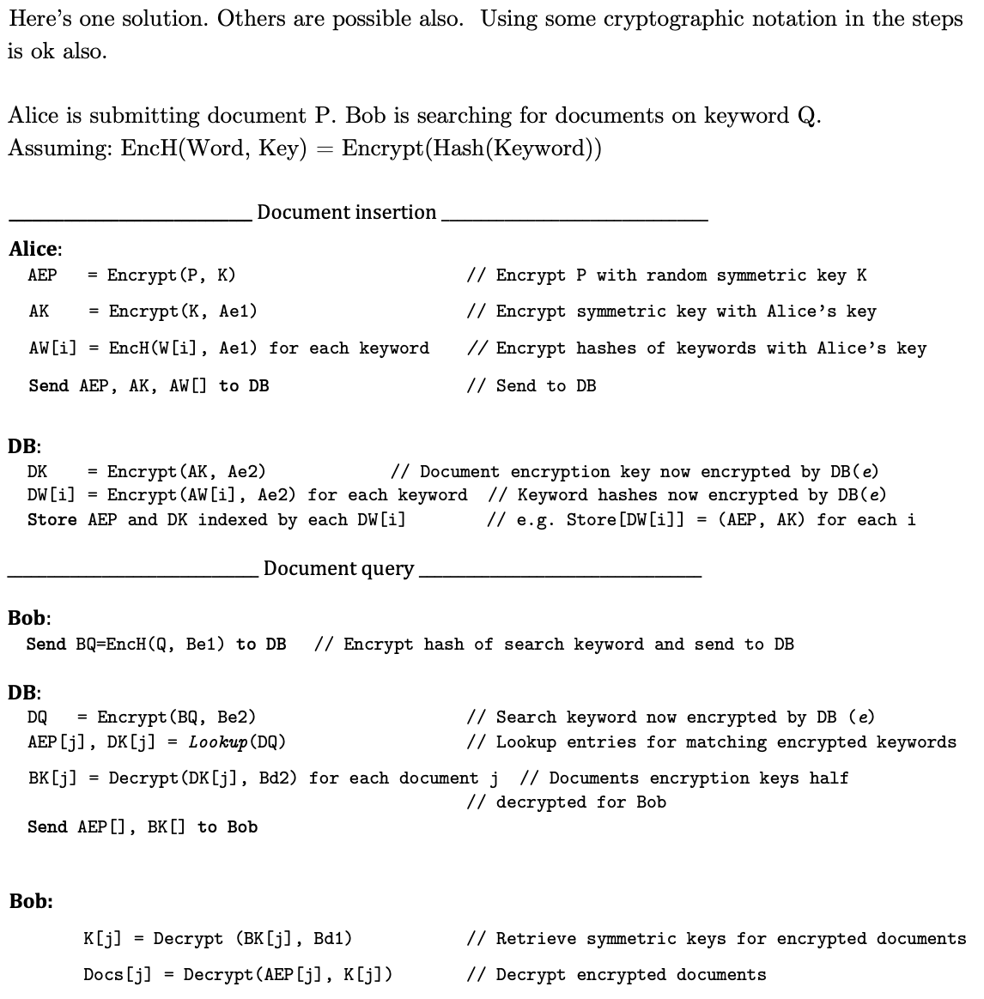 Here's one solution. Others are possible also. Using some cryptographic notation in the steps
is ok also.
Alice is submitting document P. Bob is searching for documents on keyword Q.
Assuming: EncH(Word, Key) = Encrypt(Hash(Keyword))
Document insertion
Alice:
AEP = Encrypt(P, K) // Encrypt P with random symmetric key K
AK = Encrypt(K, Ae1) // Encrypt symmetric key with Alice's key
AW[i] = EncH(W[i], Ae1) for each keyword // Encrypt hashes of keywords with Alice's key
Send AEP, AK, AW[] to DB // Send to DB
DB:
DK = Encrypt(AK, Ae2) // Document encryption key now encrypted by DB(e)
DW[i] = Encrypt(AW[i], Ae2) for each keyword // Keyword hashes now encrypted by DB(e)
Store AEP and DK indexed by each DW[i] // e.g. Store[DW[i]] = (AEP, AK) for each i
Document query
Bob:
Send BQ=EncH(Q, Be1) to DB // Encrypt hash of search keyword and send to DB
DB:
DQ = Encrypt(BQ, Be2) // Search keyword now encrypted by DB (e)
AEP[j], DK[j] = Lookup(DQ) // Lookup entries for matching encrypted keywords
BK[j] = Decrypt(DK[j], Bd2) for each document j // Documents encryption keys half
// decrypted for Bob
Send AEP[], BK[] to Bob
Bob:
K[j] = Decrypt (BK[j], Bd1) // Retrieve symmetric keys for encrypted documents
Docs[j] = Decrypt(AEP[j], K[j]) // Decrypt encrypted documents